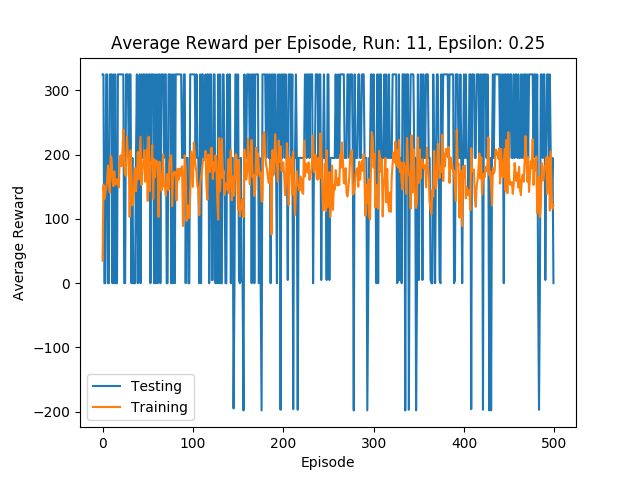 Average Reward per Episode, Run: 11, Epsilon: 0.25
300
200
100
0
−100
−200
Average Reward
Testing
Training
0 100 200 300 400 500
Episode